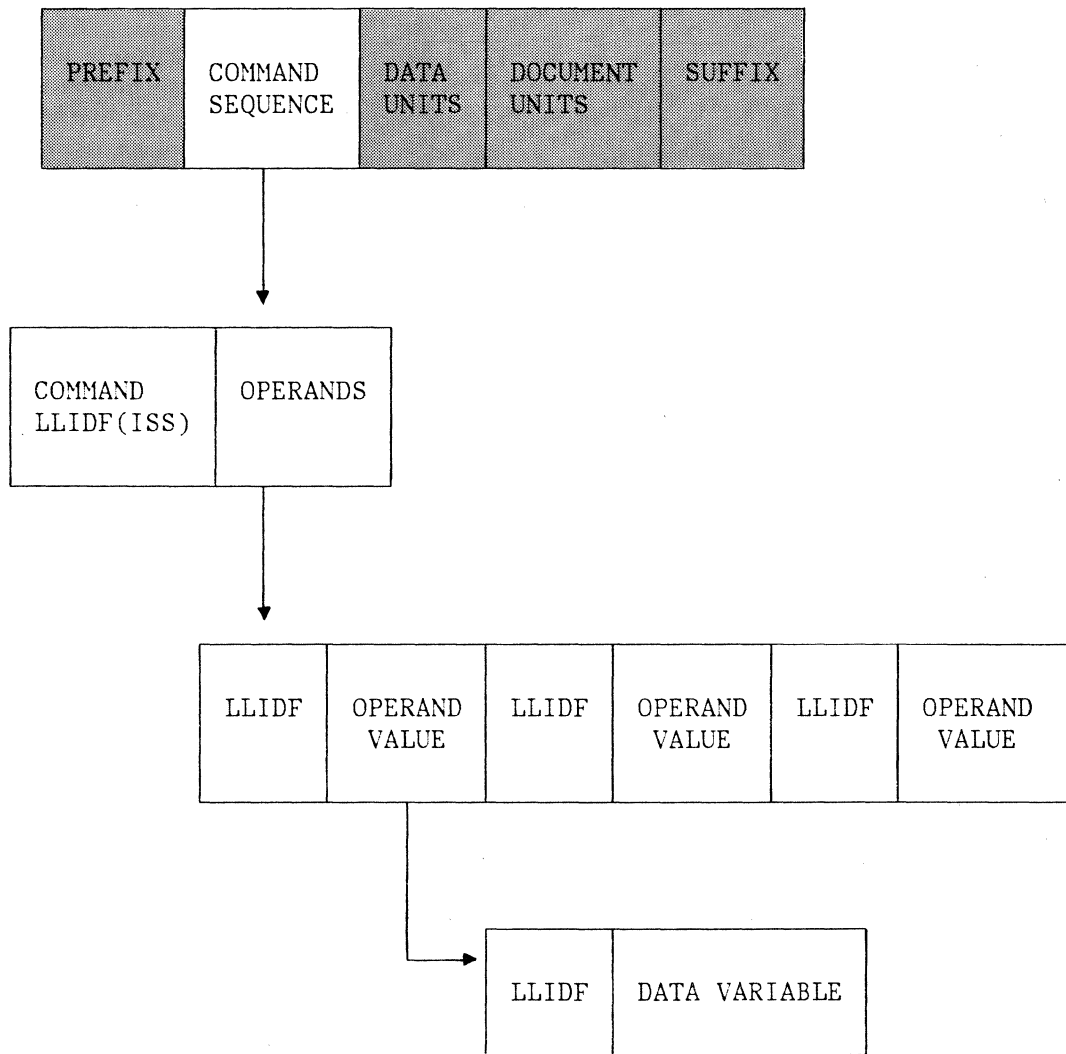 PREFIX
COMMAND
SEQUENCE
DATA
UNITS
DOCUMENT
UNITS
SUFFIX
COMMAND
LLIDF(ISS)
OPERANDS
LLIDF
OPERAND
VALUE
LLIDF
OPERAND
VALUE
LLIDF
OPERAND
VALUE
LLIDF
DATA VARIABLE